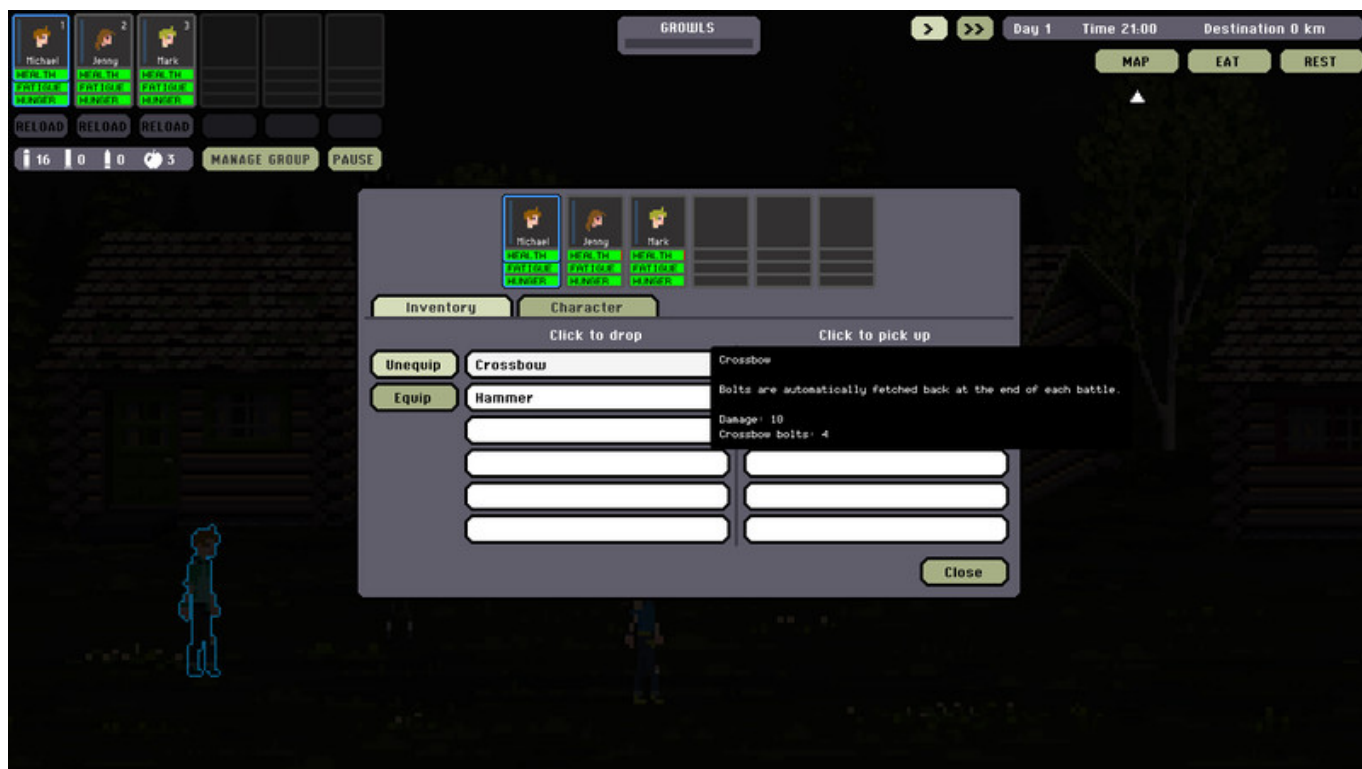 GROWLS
> >> Day 1 Time 21:00 Destination 0 km
MAP EAT REST
1 2 3
Michael Jenny Mark
HEALTH HEALTH HEALTH
FATIGUE FATIGUE FATIGUE
HUNGER HUNGER HUNGER
RELOAD RELOAD RELOAD
16 0 0 3 MANAGE GROUP PAUSE
Michael Jenny Mark
HEALTH HEALTH HEALTH
FATIGUE FATIGUE FATIGUE
HUNGER HUNGER HUNGER
Inventory Character
Click to drop Click to pick up
Unequip Crossbow
Equip Hammer
Crossbow
Bolts are automatically fetched back at the end of each battle.
Damage: 10
Crossbow bolts: 4
Close